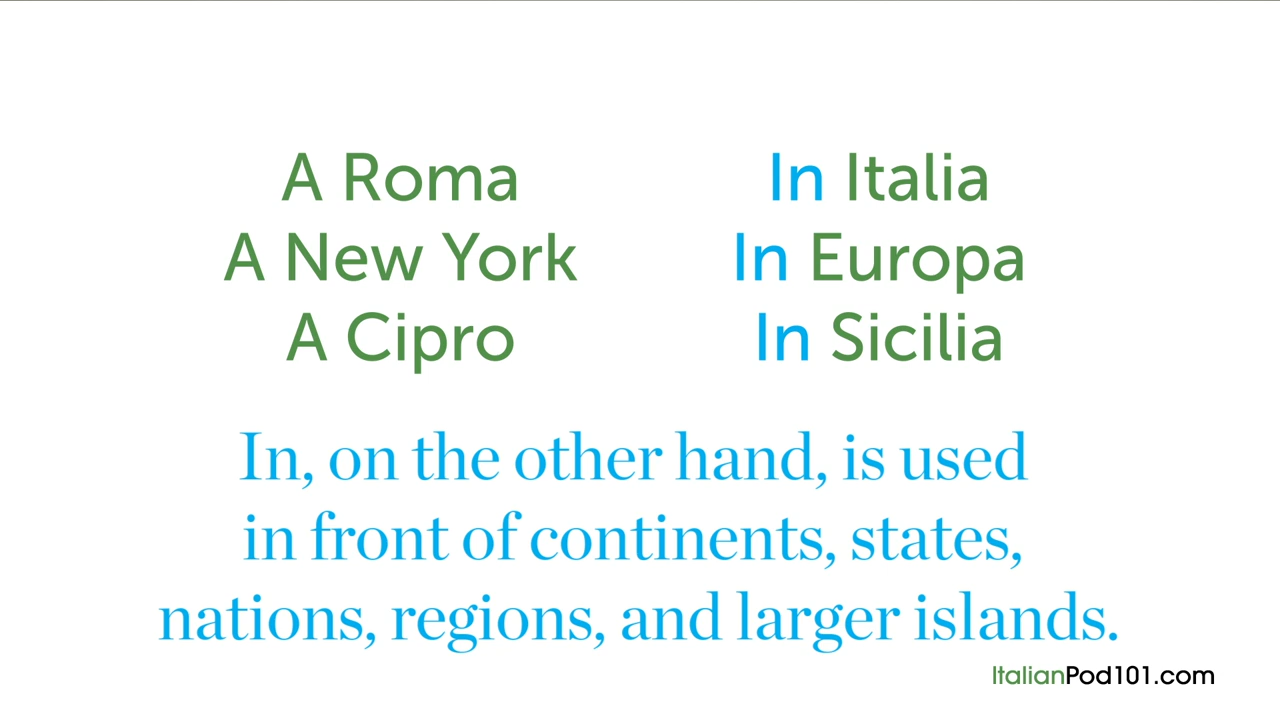 A Roma
A New York
A Cipro
In Italia
In Europa
In Sicilia
In, on the other hand, is used
in front of continents, states,
nations, regions, and larger islands.
ItalianPod101.com